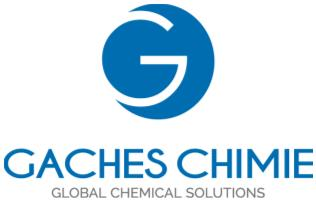 G
GACHES CHIMIE
GLOBAL CHEMICAL SOLUTIONS